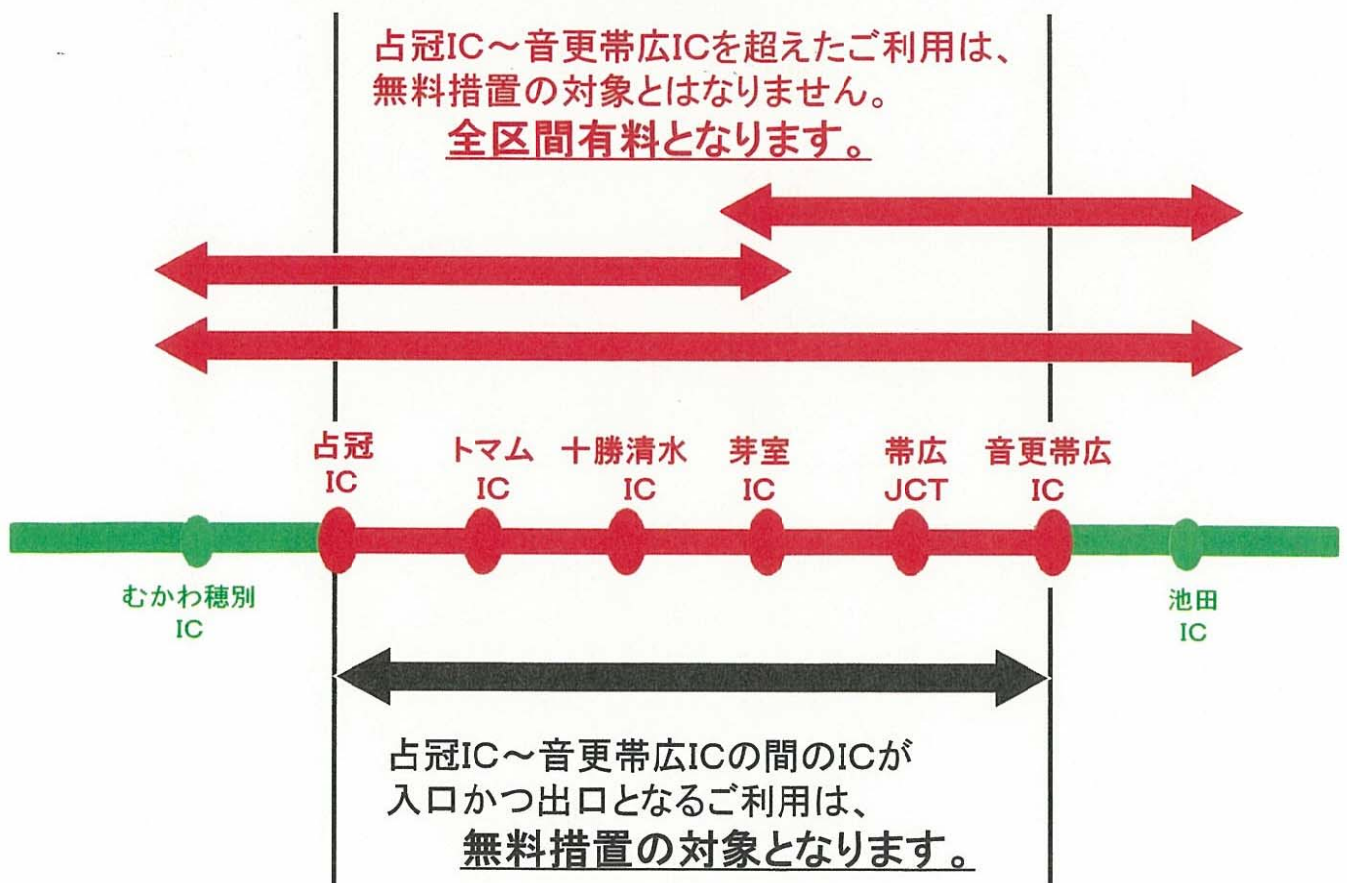 占冠IC～音更帯広ICを超えたご利用は、
無料措置の対象とはなりません。
全区間有料となります。
占冠
IC
トマム
IC
十勝清水
IC
芽室
IC
帯広
JCT
音更帯広
IC
むかわ穂別
IC
池田
IC
占冠IC～音更帯広ICの間のICが
入口かつ出口となるご利用は、
無料措置の対象となります。